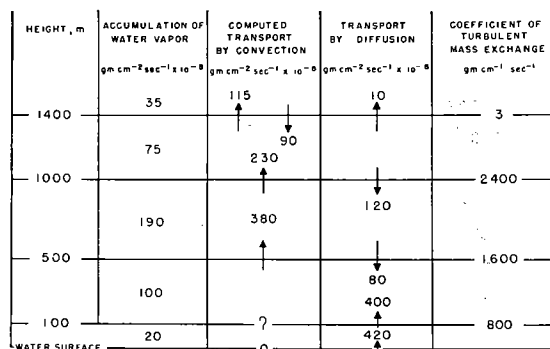 HEIGHT, m
ACCUMULATION OF WATER VAPOR
gm cm⁻² sec⁻¹ x 10⁻⁸
COMPUTED TRANSPORT BY CONVECTION
gm cm⁻² sec⁻¹ x 10⁻⁸
TRANSPORT BY DIFFUSION
gm cm⁻² sec⁻¹ x 10⁻⁸
COEFFICIENT OF TURBULENT MASS EXCHANGE
gm cm⁻¹ sec⁻¹
35 115 10
1400 3
75 90
230
1000 2400
120
190 380
500 1600
80
100 400
100 ? 800
20 420
WATER SURFACE